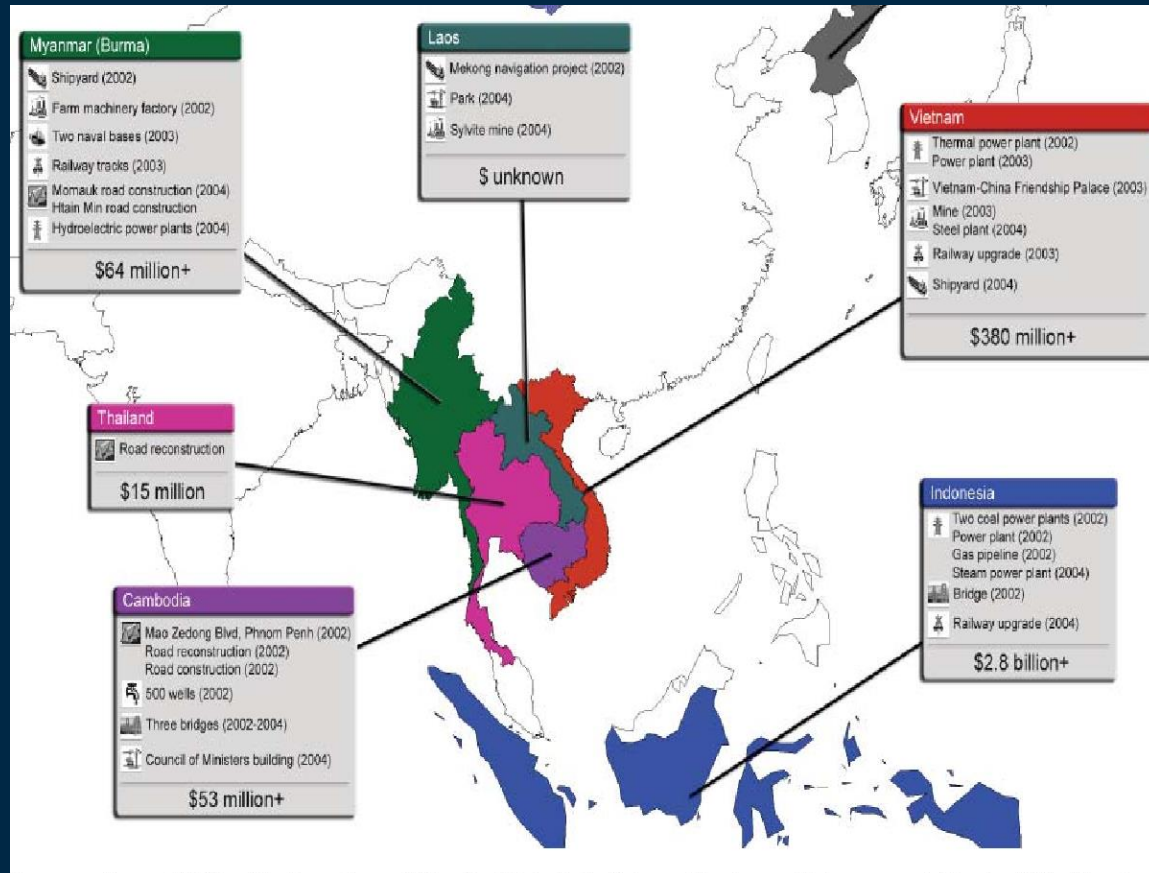 Myanmar (Burma)
Shipyard (2002)
Farm machinery factory (2002)
Two naval bases (2003)
Railway tracks (2003)
Momauk road construction (2004)
Htain Min road construction
Hydroelectric power plants (2004)
$64 million+
Laos
Mekong navigation project (2002)
Park (2004)
Sylvite mine (2004)
$ unknown
Vietnam
Thermal power plant (2002)
Power plant (2003)
Vietnam-China Friendship Palace (2003)
Mine (2003)
Steel plant (2004)
Railway upgrade (2003)
Shipyard (2004)
$380 million+
Thailand
Road reconstruction
$15 million
Indonesia
Two coal power plants (2002)
Power plant (2002)
Gas pipeline (2002)
Steam power plant (2004)
Bridge (2002)
Railway upgrade (2004)
$2.8 billion+
Cambodia
Mao Zedong Blvd, Phnom Penh (2002)
Road reconstruction (2002)
Road construction (2002)
500 wells (2002)
Three bridges (2002-2004)
Council of Ministers building (2004)
$53 million+